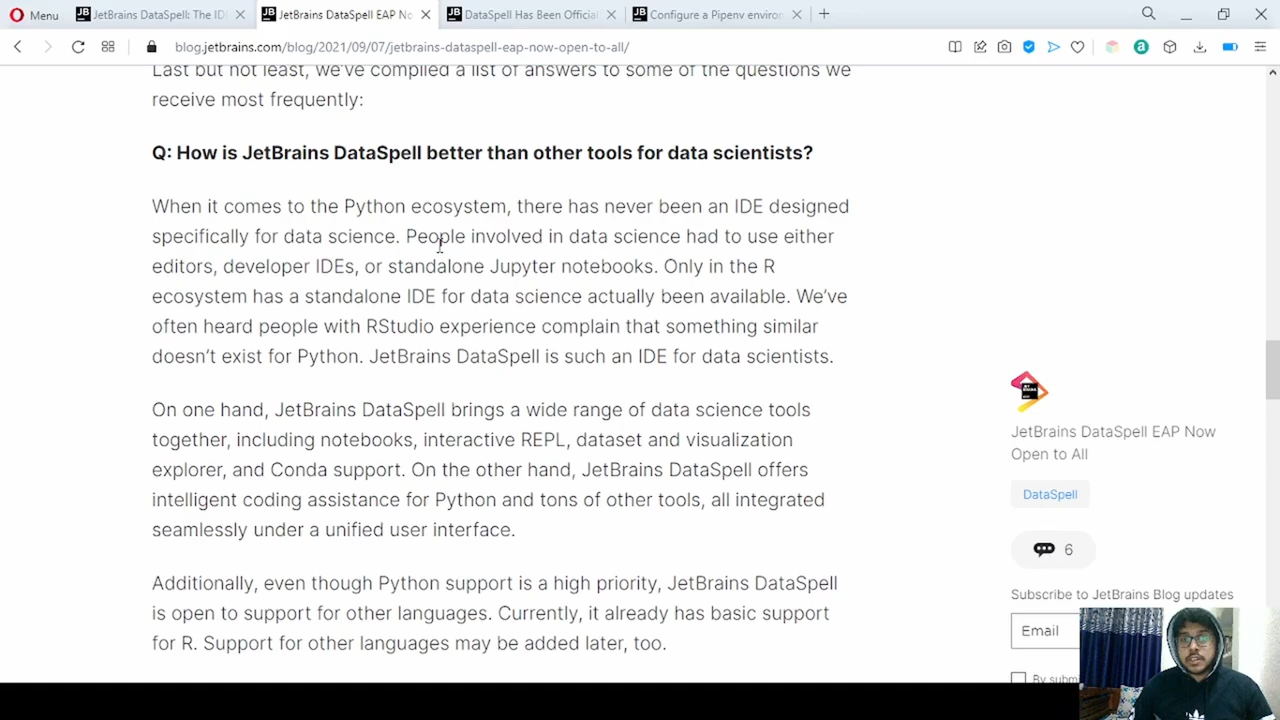 Menu
JetBrains DataSpell: The ID
JetBrains DataSpell EAP No
DataSpell Has Been Official
Configure a Pipenv environ
blog.jetbrains.com/blog/2021/09/07/jetbrains-dataspell-eap-now-open-to-all/
Last but not least, we've compiled a list of answers to some of the questions we
receive most frequently:
Q: How is JetBrains DataSpell better than other tools for data scientists?
When it comes to the Python ecosystem, there has never been an IDE designed
specifically for data science. People involved in data science had to use either
editors, developer IDEs, or standalone Jupyter notebooks. Only in the R
ecosystem has a standalone IDE for data science actually been available. We've
often heard people with RStudio experience complain that something similar
doesn't exist for Python. JetBrains DataSpell is such an IDE for data scientists.
On one hand, JetBrains DataSpell brings a wide range of data science tools
together, including notebooks, interactive REPL, dataset and visualization
explorer, and Conda support. On the other hand, JetBrains DataSpell offers
intelligent coding assistance for Python and tons of other tools, all integrated
seamlessly under a unified user interface.
Additionally, even though Python support is a high priority, JetBrains DataSpell
is open to support for other languages. Currently, it already has basic support
for R. Support for other languages may be added later, too.
JetBrains DataSpell EAP Now
Open to All
DataSpell
6
Subscribe to JetBrains Blog updates
Email
By subm